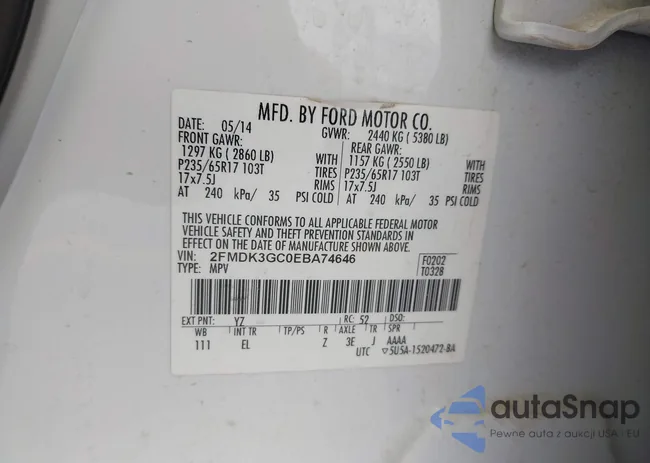 MFD. BY FORD MOTOR CO.
DATE: 05/14 GVWR: 2440 KG ( 5380 LB)
FRONT GAWR: REAR GAWR:
1297 KG ( 2860 LB) WITH 1157 KG ( 2550 LB) WITH
P235/65R17 103T TIRES P235/65R17 103T TIRES
17x7.5J RIMS 17x7.5J RIMS
AT 240 kPa/ 35 PSI COLD AT 240 kPa/ 35 PSI COLD
THIS VEHICLE CONFORMS TO ALL APPLICABLE FEDERAL MOTOR
VEHICLE SAFETY AND THEFT PREVENTION STANDARDS IN
EFFECT ON THE DATE OF MANUFACTURE SHOWN ABOVE.
VIN: 2FMDK3GC0EBA74646 F0202
TYPE: MPV T0328
EXT PNT: YZ RC: 52 DSO:
WB INT TR TP/PS R AXLE TR SPR
111 EL Z 3E J AAAA
UTC ▽5U5A-1520472-BA
autaSnap
Pewne auta z aukcji USA - EU